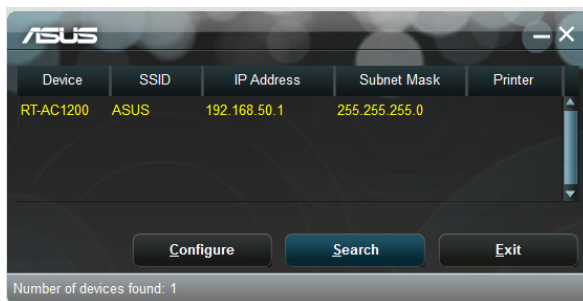 ASUS
Device SSID IP Address Subnet Mask Printer
RT-AC1200 ASUS 192.168.50.1 255.255.255.0
Configure Search Exit
Number of devices found: 1